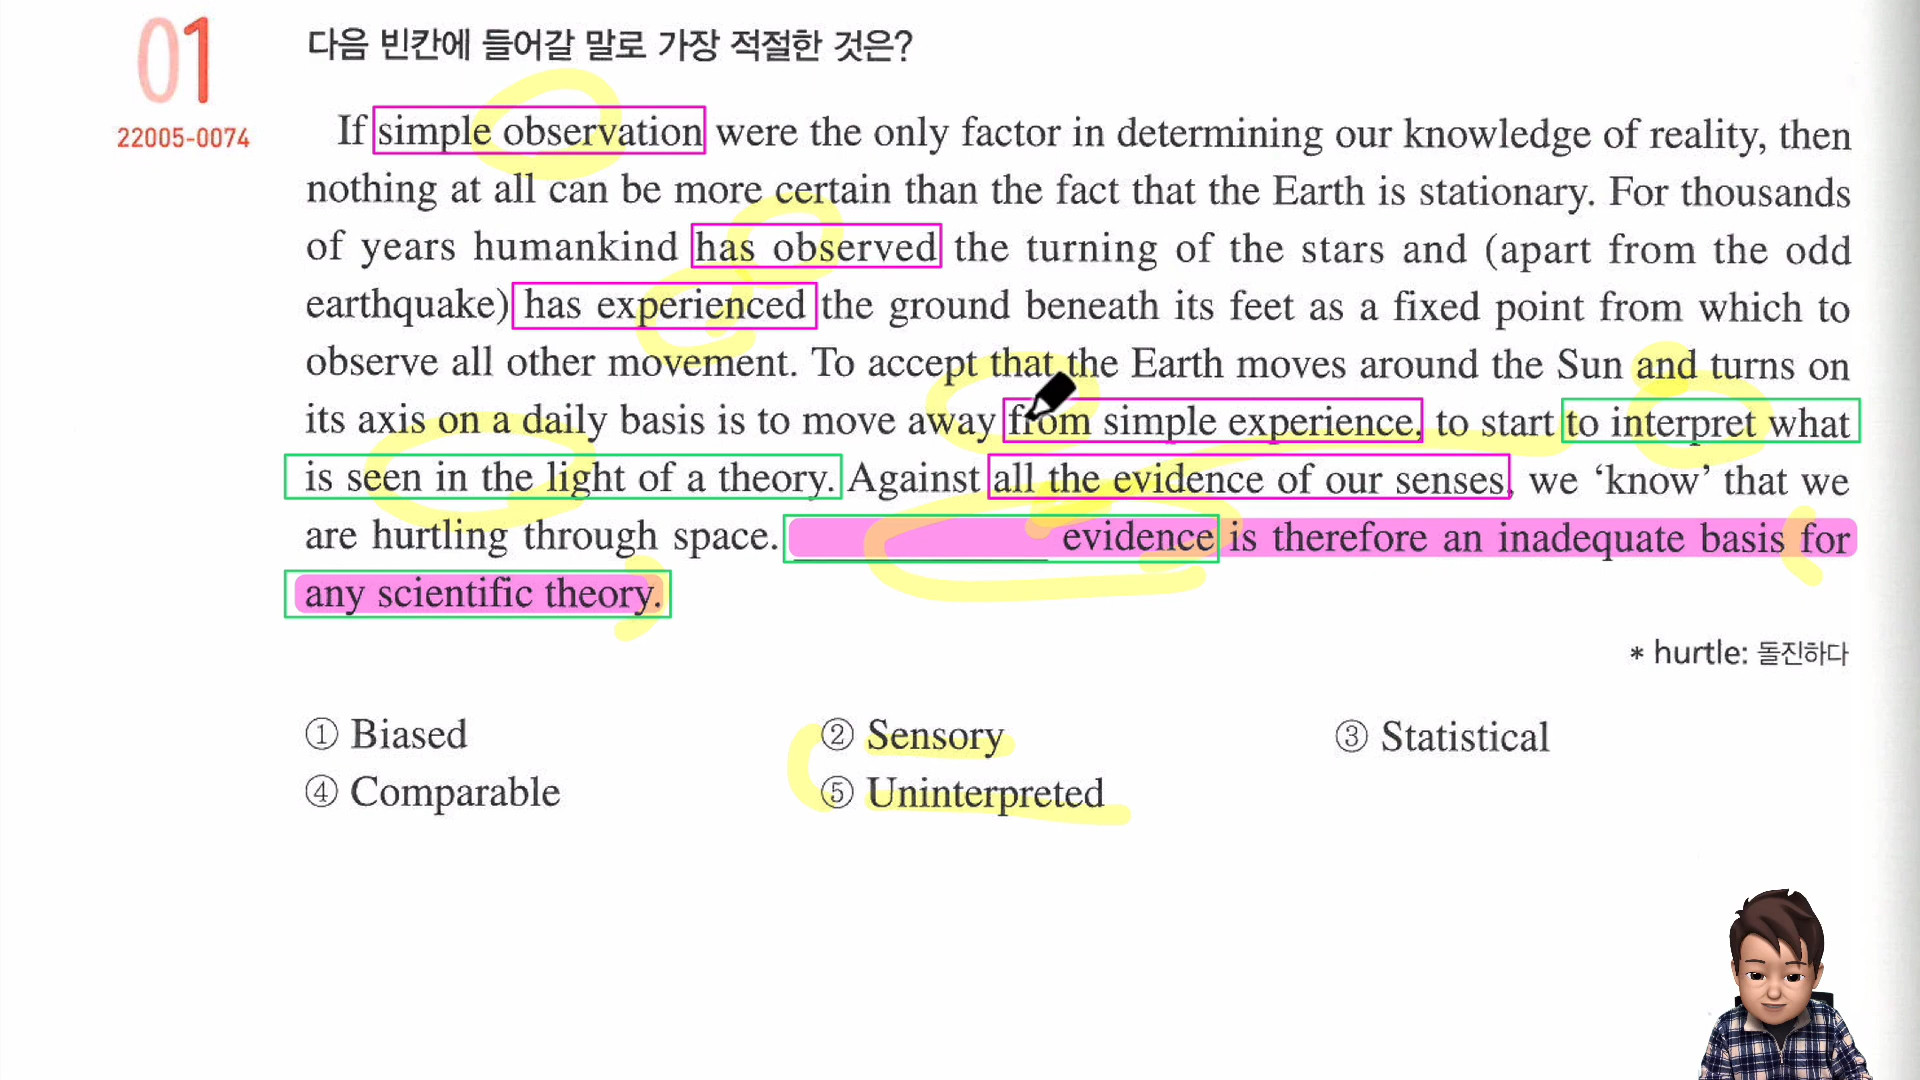 01
22005-0074
다음 빈칸에 들어갈 말로 가장 적절한 것은?
If simple observation were the only factor in determining our knowledge of reality, then
nothing at all can be more certain than the fact that the Earth is stationary. For thousands
of years humankind has observed the turning of the stars and (apart from the odd
earthquake) has experienced the ground beneath its feet as a fixed point from which to
observe all other movement. To accept that the Earth moves around the Sun and turns on
its axis on a daily basis is to move away from simple experience, to start to interpret what
is seen in the light of a theory. Against all the evidence of our senses, we ‘know’ that we
are hurtling through space. ____________ evidence is therefore an inadequate basis for
any scientific theory.
* hurtle: 돌진하다
① Biased ② Sensory ③ Statistical
④ Comparable ⑤ Uninterpreted